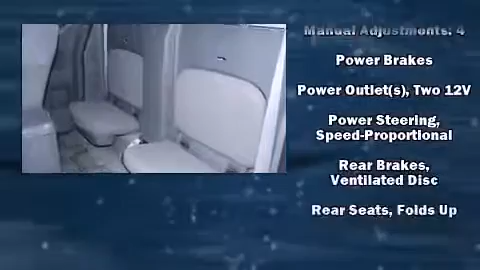 Manual Adjustments: 4
Power Brakes
Power Outlet(s), Two 12V
Power Steering,
Speed-Proportional
Rear Brakes,
Ventilated Disc
Rear Seats, Folds Up